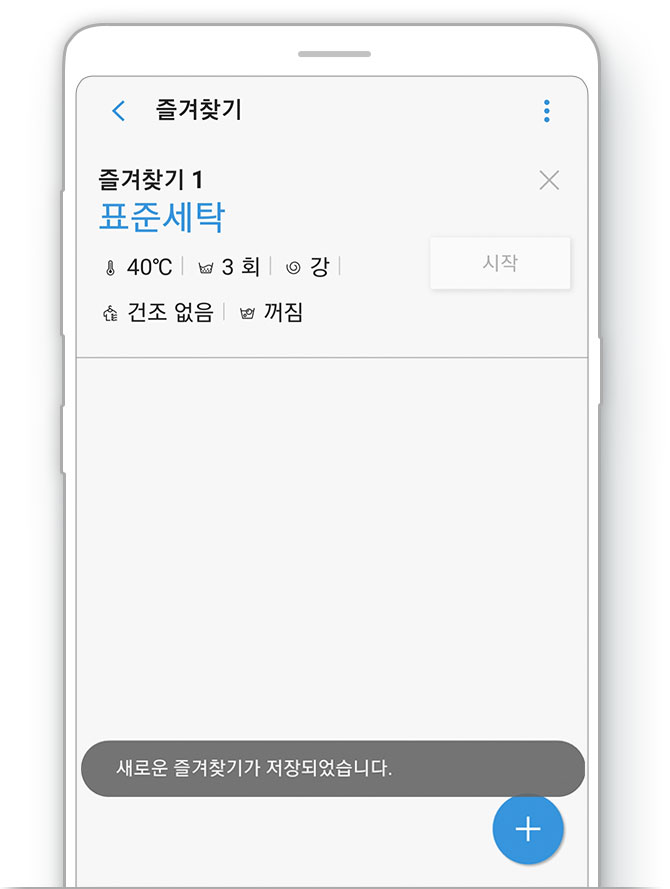 즐겨찾기
즐겨찾기 1
표준세탁
40℃ 3 회 강
시작
건조 없음 꺼짐
새로운 즐겨찾기가 저장되었습니다.